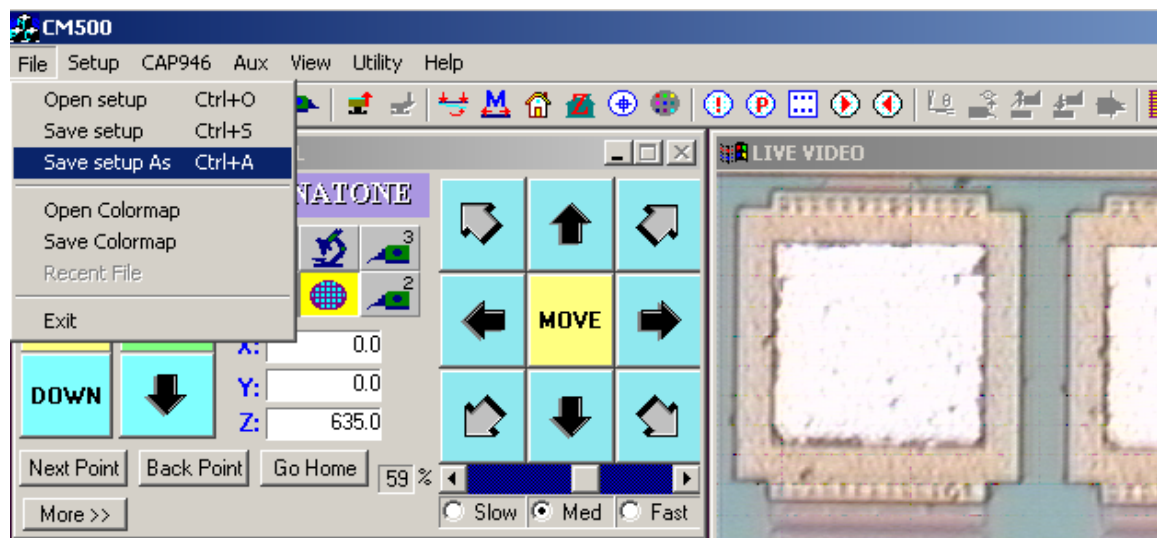 CM500
File Setup CAP946 Aux View Utility Help
Open setup Ctrl+O
Save setup Ctrl+S
Save setup As Ctrl+A
Open Colormap
Save Colormap
Recent File
Exit
M
Z
P
LIVE VIDEO
NATONE
3
2
MOVE
X: 0.0
DOWN
Y: 0.0
Z: 635.0
Next Point Back Point Go Home 59 %
More >>
Slow Med Fast